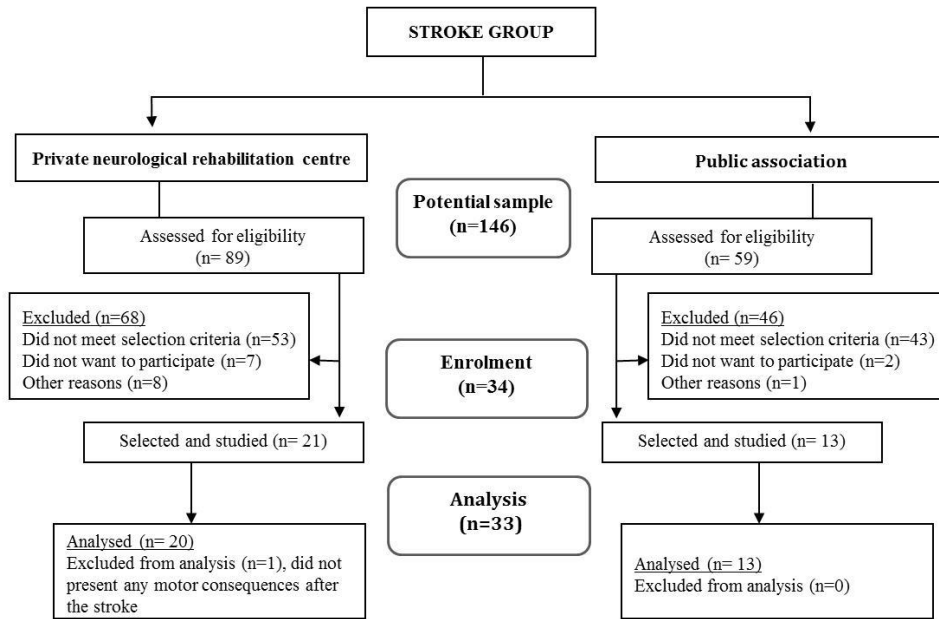 STROKE GROUP
Private neurological rehabilitation centre
Public association
Potential sample
(n=146)
Assessed for eligibility
(n= 89)
Assessed for eligibility
(n= 59)
Excluded (n=68)
Did not meet selection criteria (n=53)
Did not want to participate (n=7)
Other reasons (n=8)
Excluded (n=46)
Did not meet selection criteria (n=43)
Did not want to participate (n=2)
Other reasons (n=1)
Enrolment
(n=34)
Selected and studied (n= 21)
Selected and studied (n= 13)
Analysis
(n=33)
Analysed (n= 20)
Excluded from analysis (n=1), did not
present any motor consequences after
the stroke
Analysed (n= 13)
Excluded from analysis (n=0)